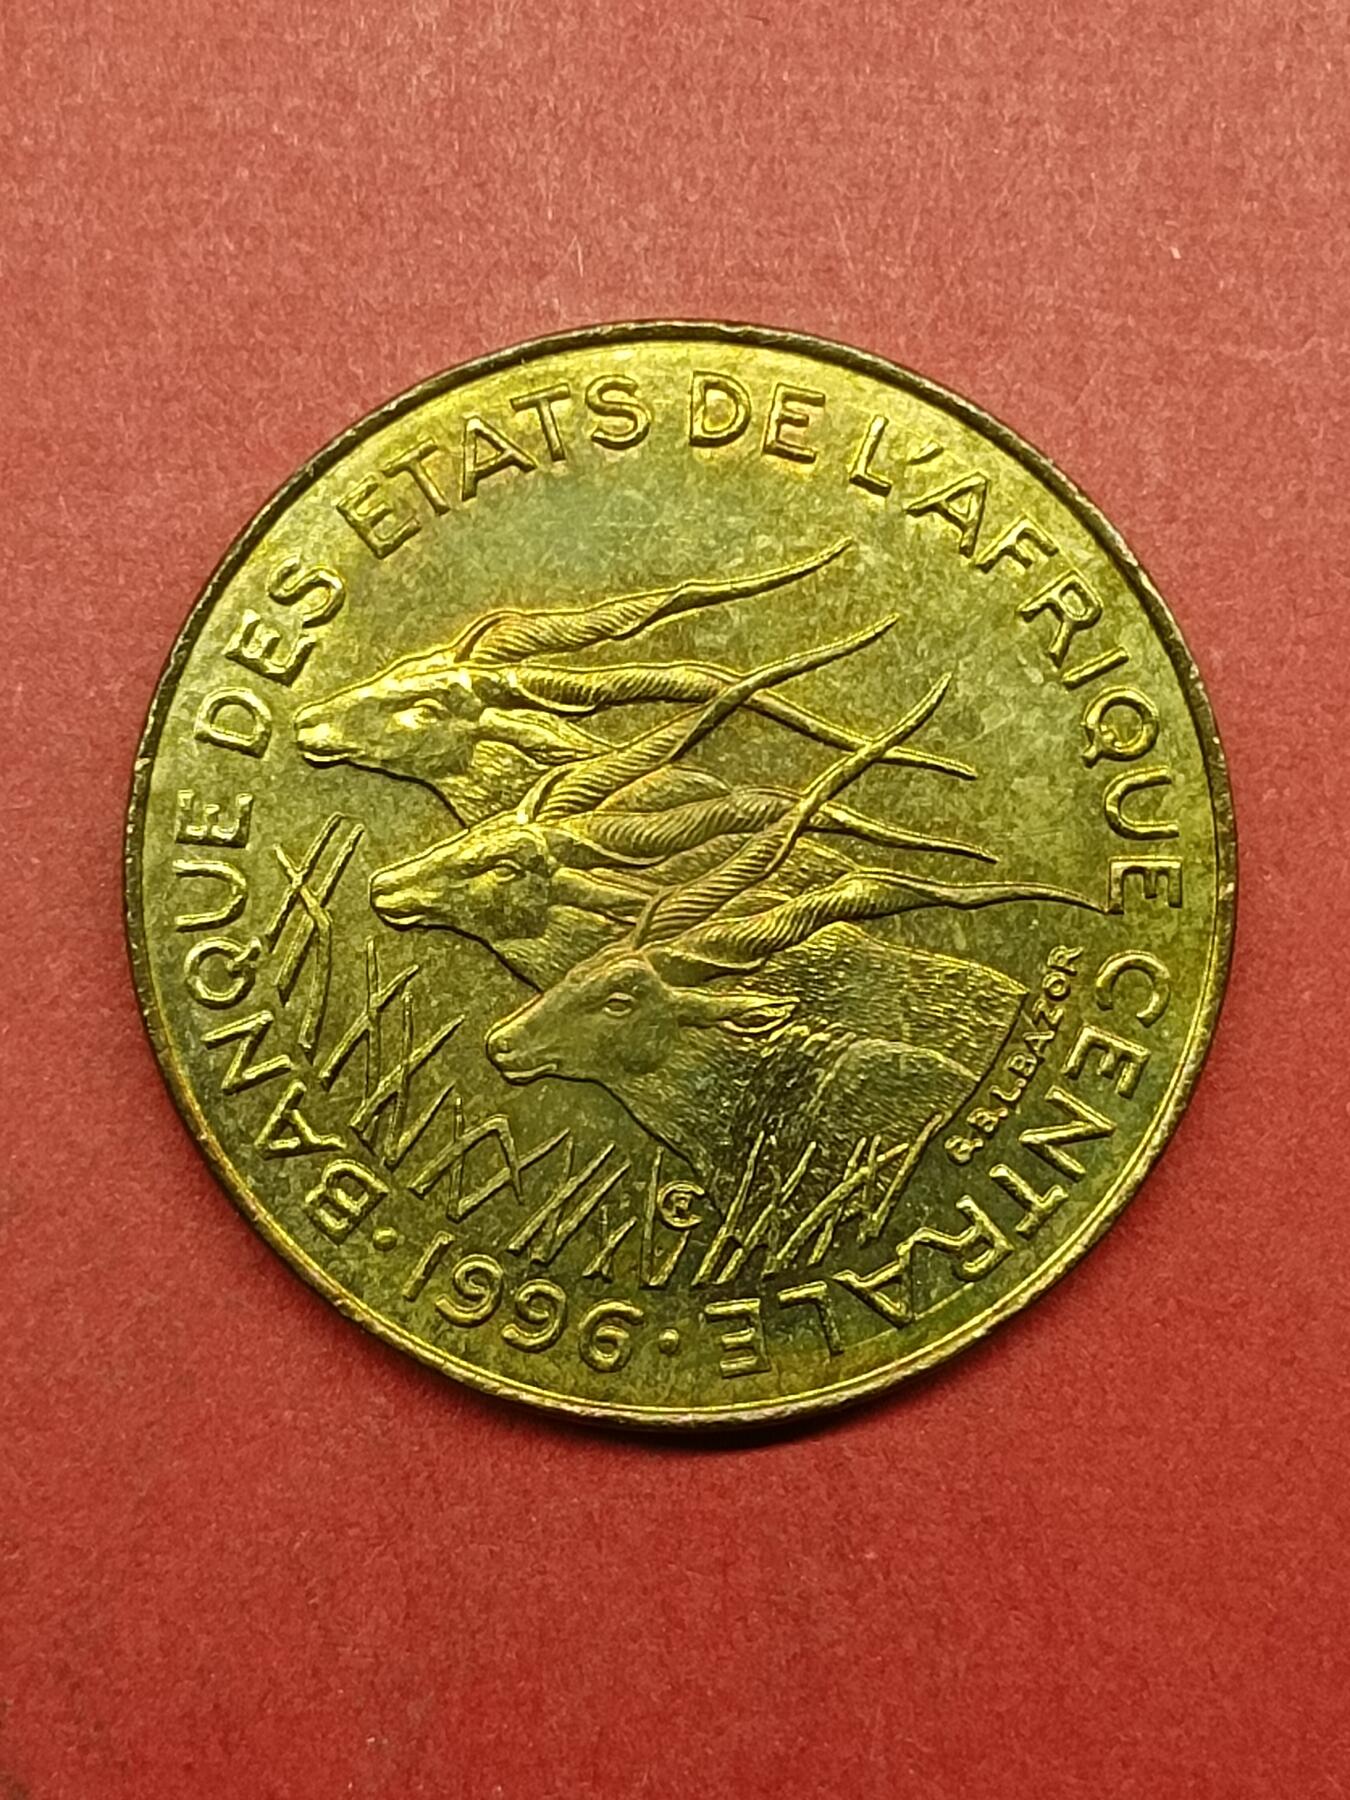 BANQUE DES ETATS DE L'AFRIQUE CENTRALE
• 1996 •
G.B.L.BAZOR